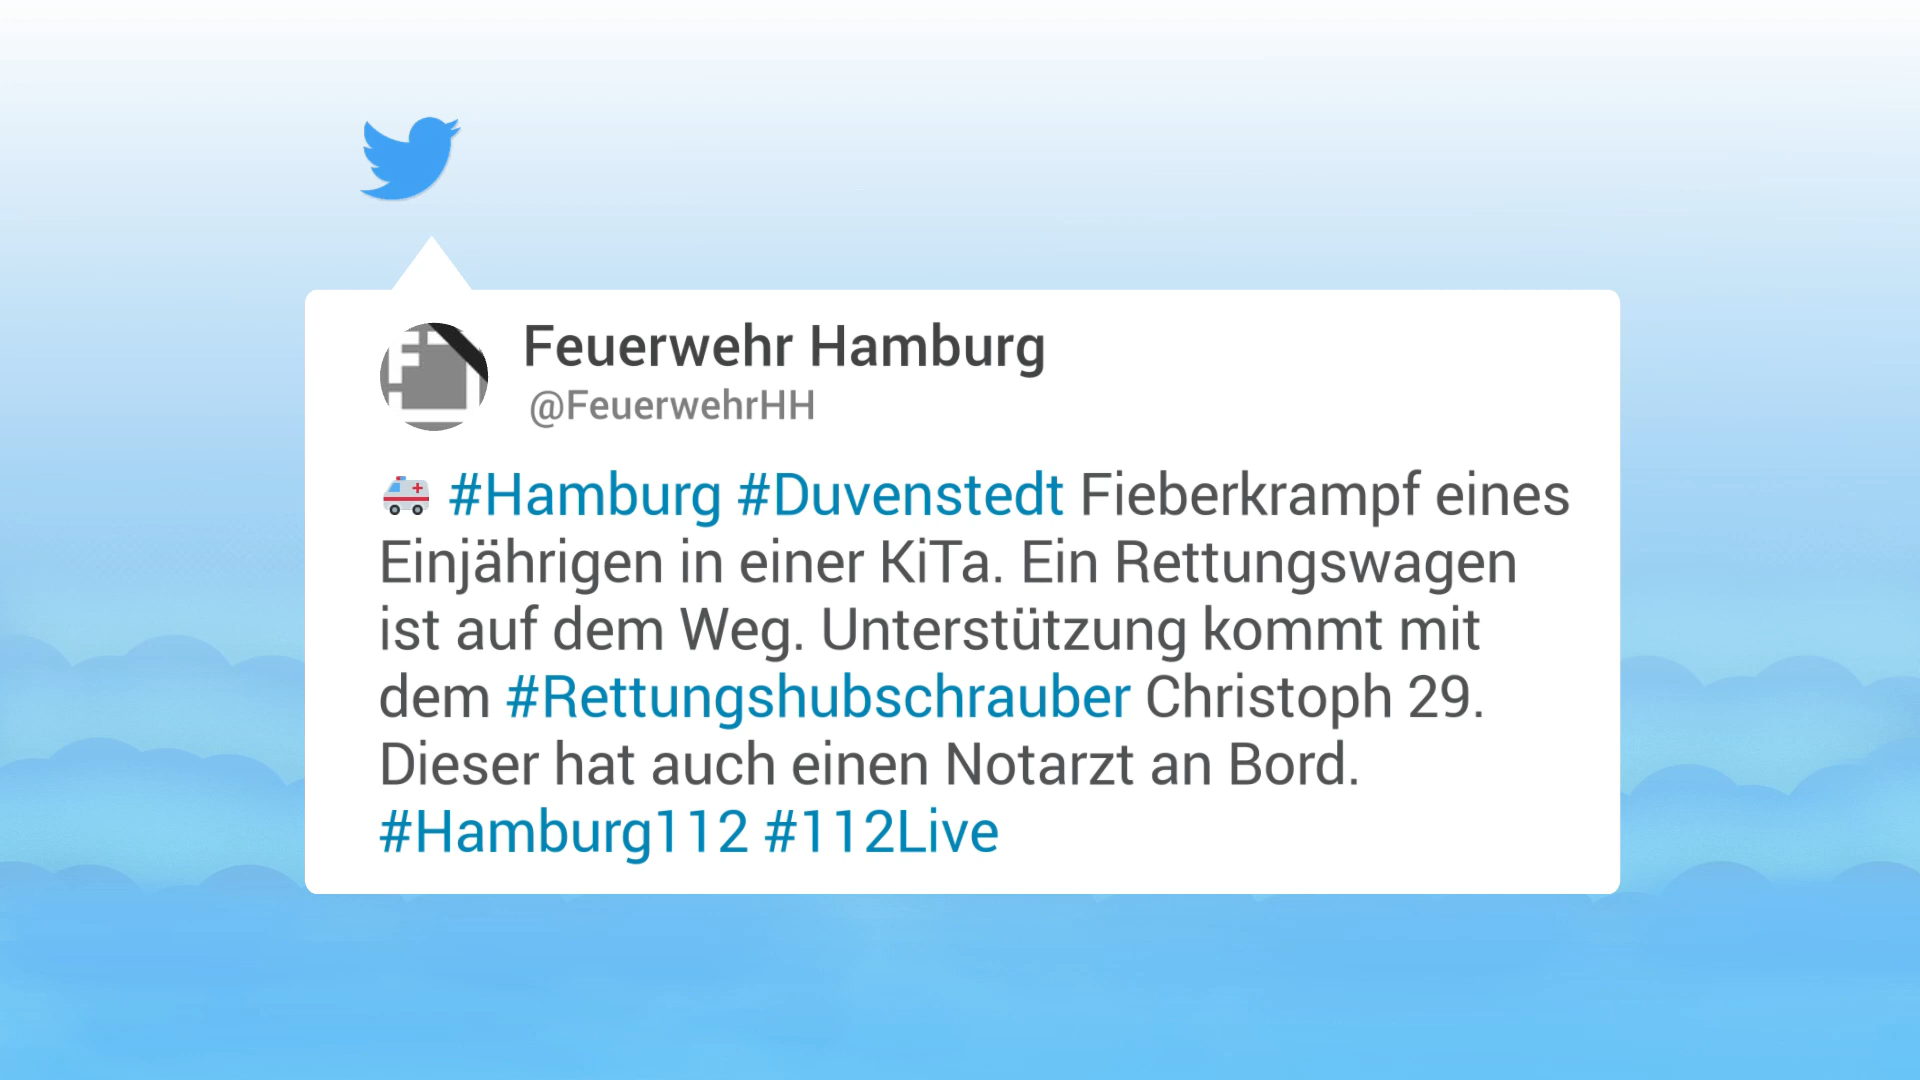 Feuerwehr Hamburg
@FeuerwehrHH
🚑 #Hamburg #Duvenstedt Fieberkrampf eines
Einjährigen in einer KiTa. Ein Rettungswagen
ist auf dem Weg. Unterstützung kommt mit
dem #Rettungshubschrauber Christoph 29.
Dieser hat auch einen Notarzt an Bord.
#Hamburg112 #112Live